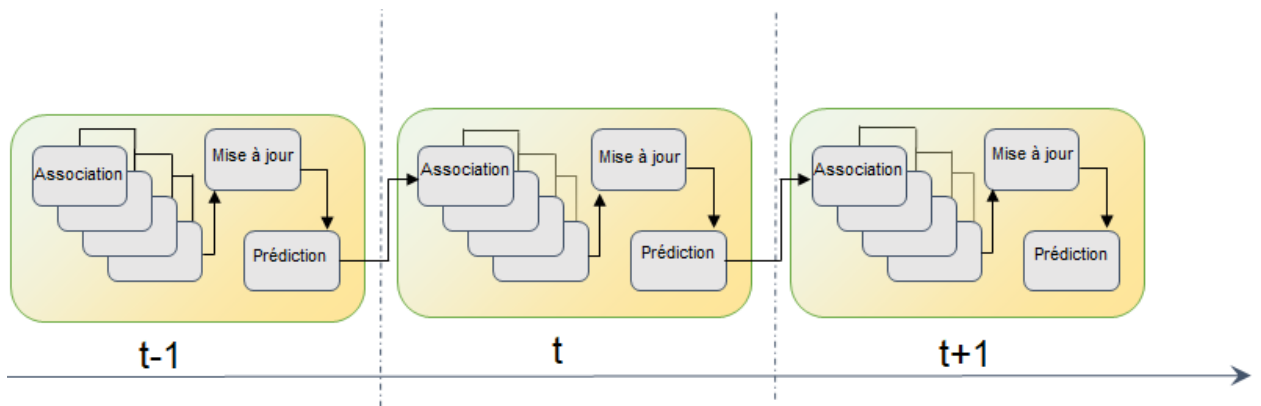 Association
Mise à jour
Prédiction
Association
Mise à jour
Prédiction
Association
Mise à jour
Prédiction
t-1
t
t+1